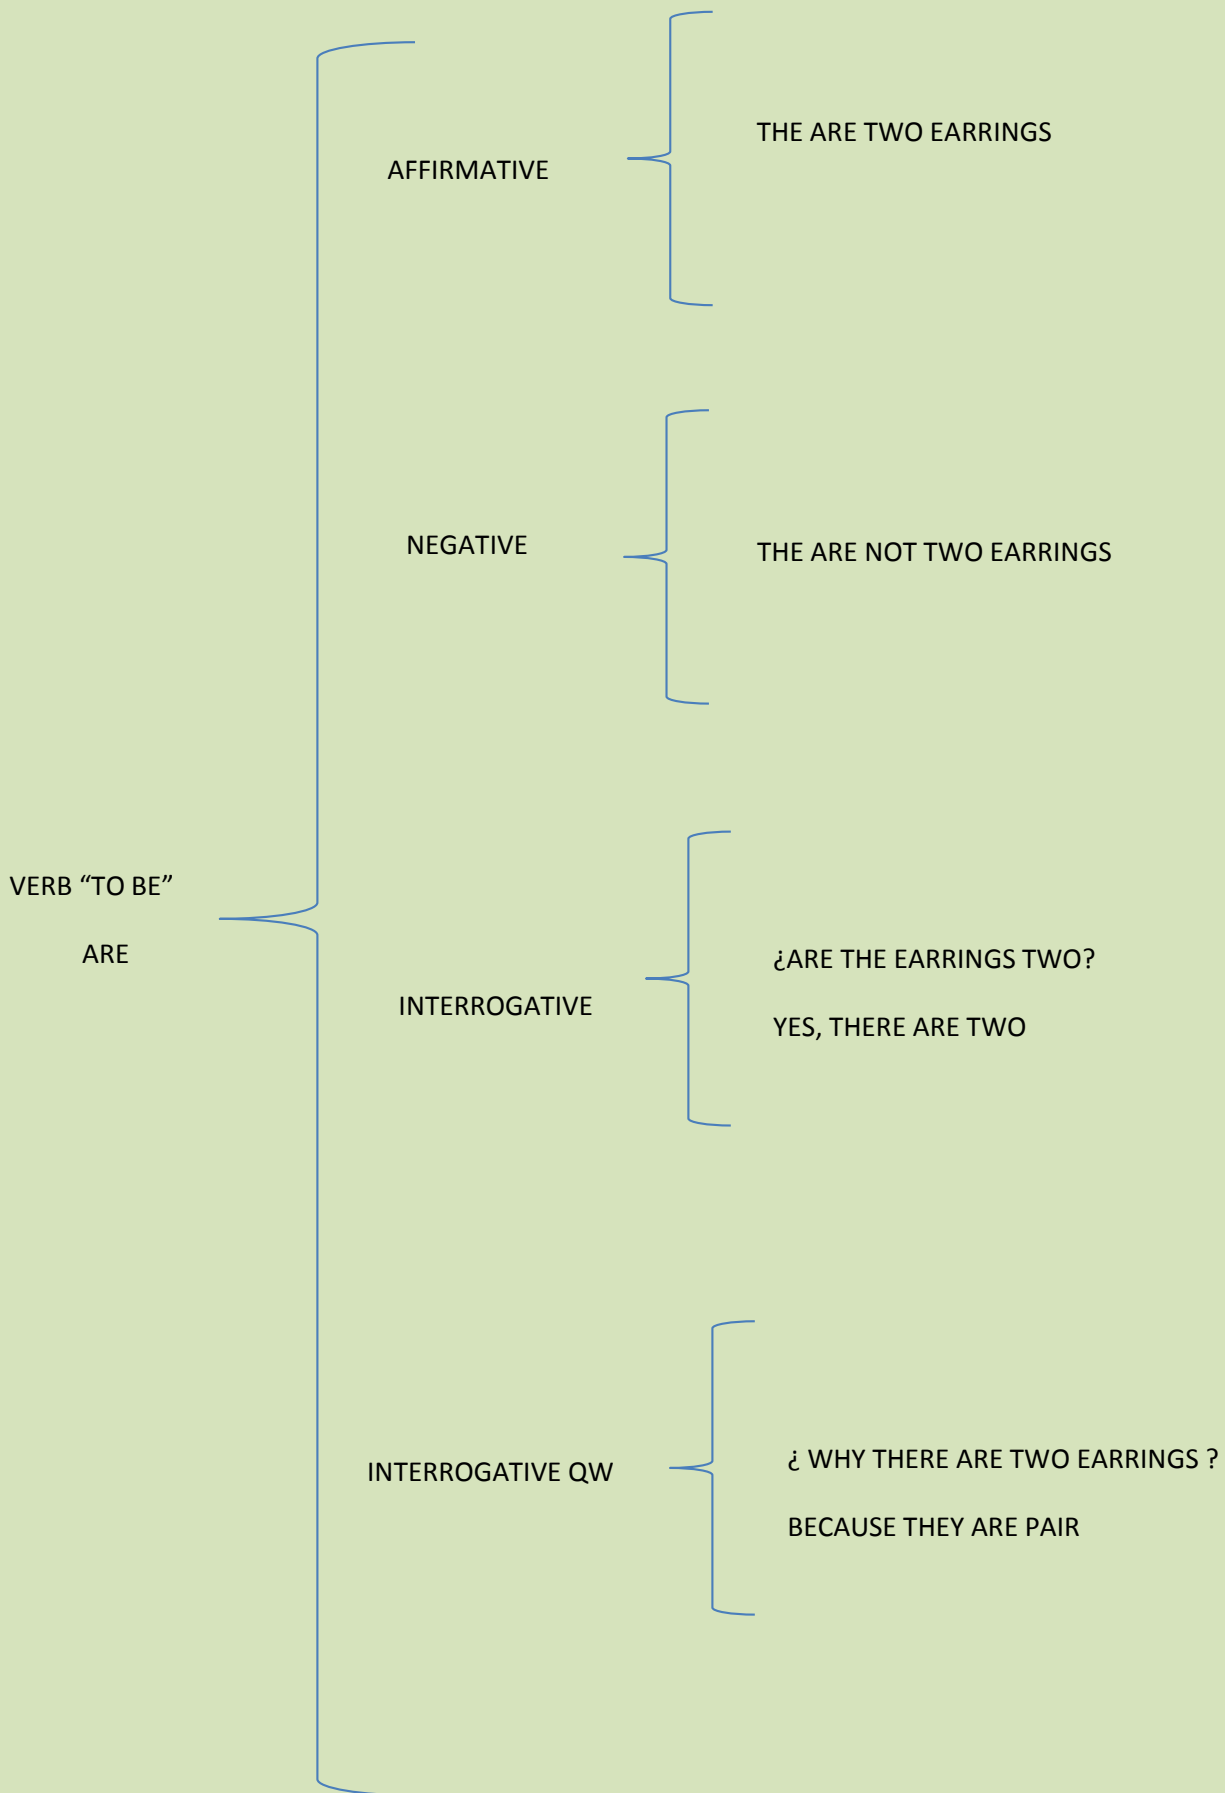 VERB “TO BE”
ARE
AFFIRMATIVE
THE ARE TWO EARRINGS
NEGATIVE
THE ARE NOT TWO EARRINGS
INTERROGATIVE
¿ARE THE EARRINGS TWO?
YES, THERE ARE TWO
INTERROGATIVE QW
¿ WHY THERE ARE TWO EARRINGS ?
BECAUSE THEY ARE PAIR